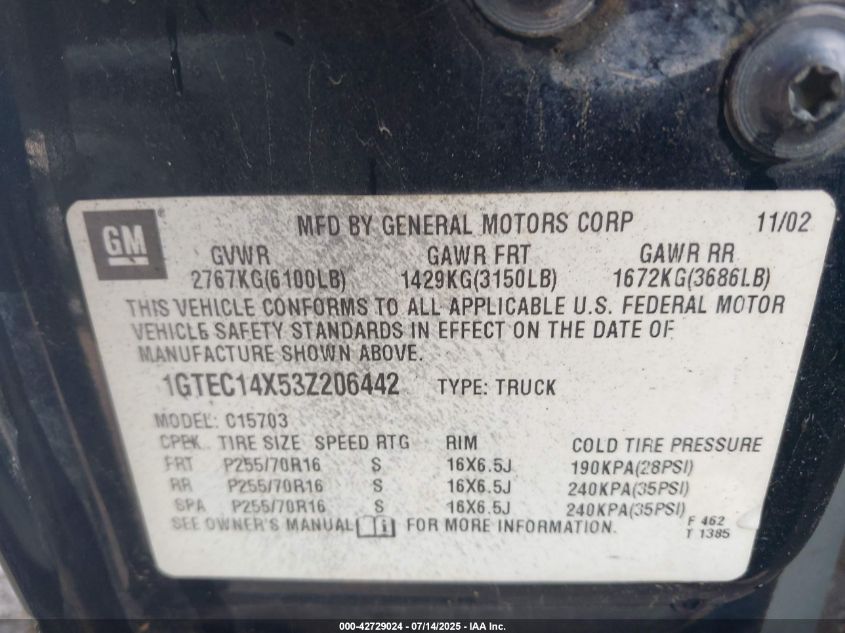 GM
MFD BY GENERAL MOTORS CORP 11/02
GVWR GAWR FRT GAWR RR
2767KG(6100LB) 1429KG(3150LB) 1672KG(3686LB)
THIS VEHICLE CONFORMS TO ALL APPLICABLE U.S. FEDERAL MOTOR
VEHICLE SAFETY STANDARDS IN EFFECT ON THE DATE OF
MANUFACTURE SHOWN ABOVE.
1GTEC14X53Z206442 TYPE: TRUCK
MODEL: C15703
TIRE SIZE SPEED RTG RIM COLD TIRE PRESSURE
FRT P255/70R16 S 16X6.5J 190KPA(28PSI)
RR P255/70R16 S 16X6.5J 240KPA(35PSI)
SPA P255/70R16 S 16X6.5J 240KPA(35PSI)
SEE OWNER'S MANUAL FOR MORE INFORMATION.
F 462
T 1385
000-42729024 - 07/14/2025 - IAA Inc.